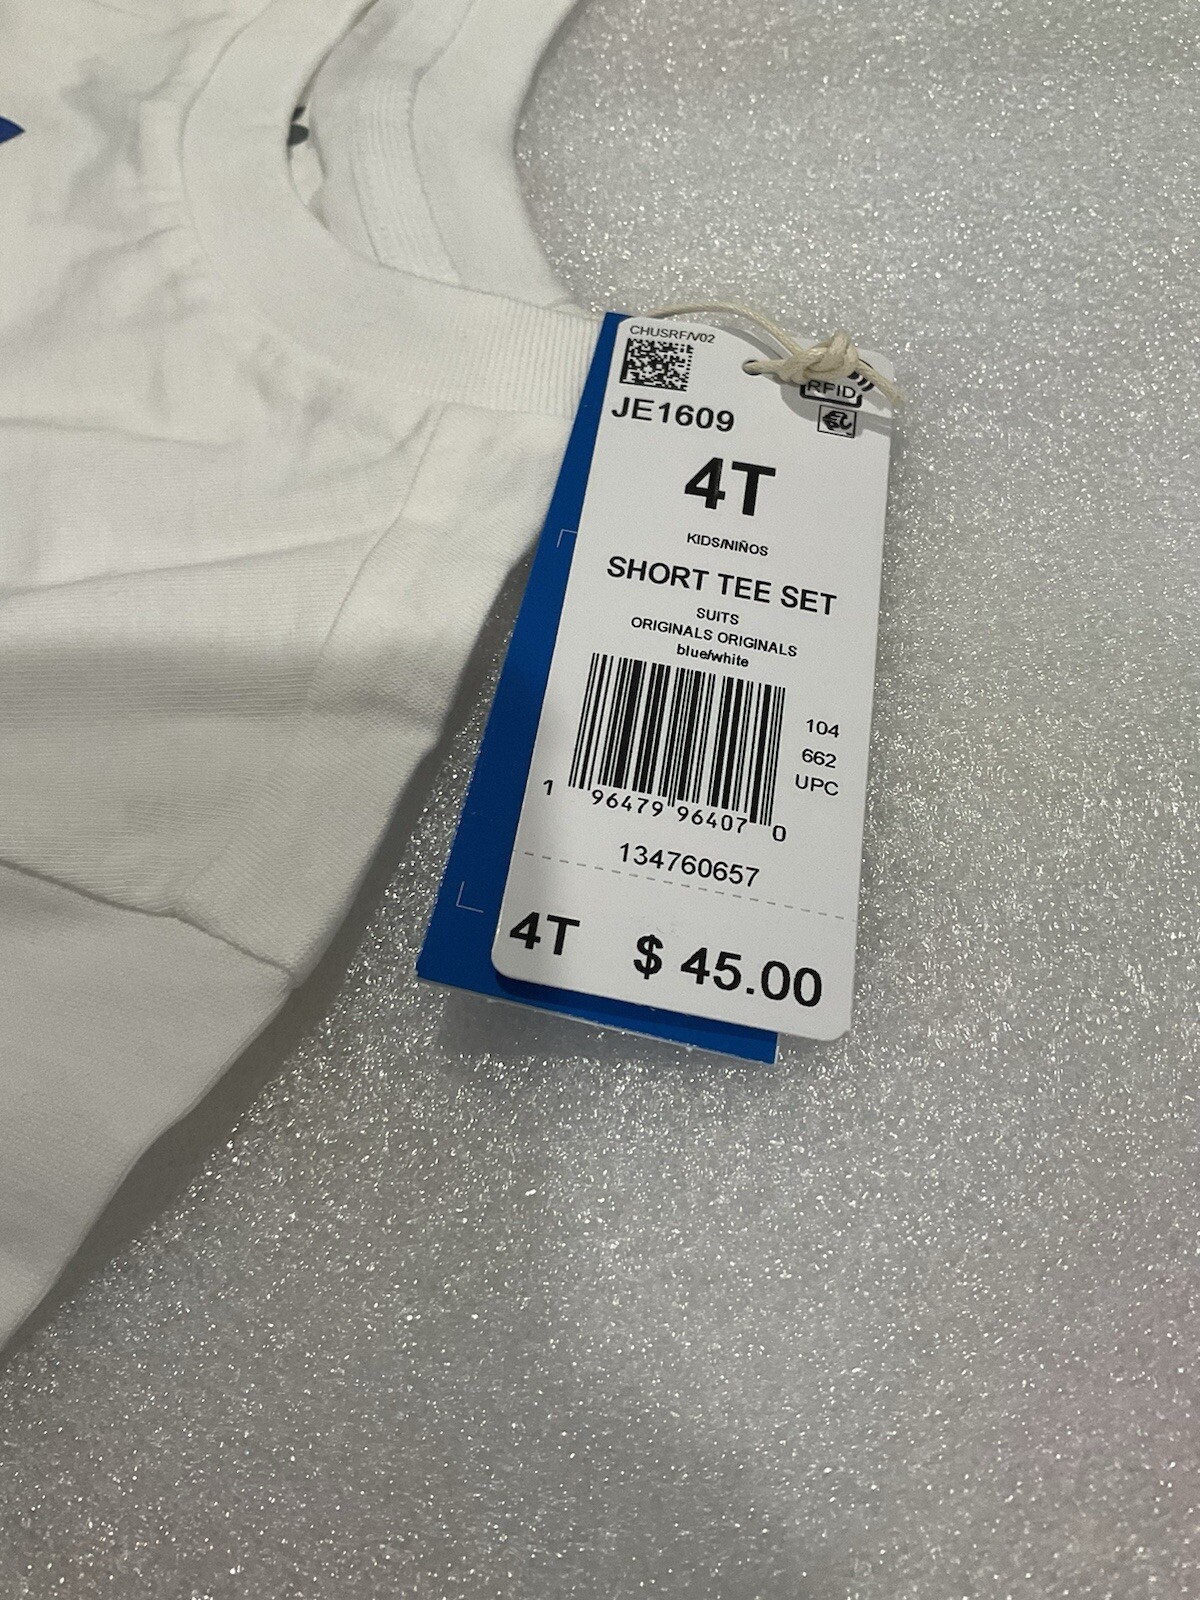 CHUSRF/V02
RFID
JE1609
4T
KIDS/NIÑOS
SHORT TEE SET
SUITS
ORIGINALS ORIGINALS
blue/white
104
662
UPC
1 96479 96407 0
134760657
4T $ 45.00